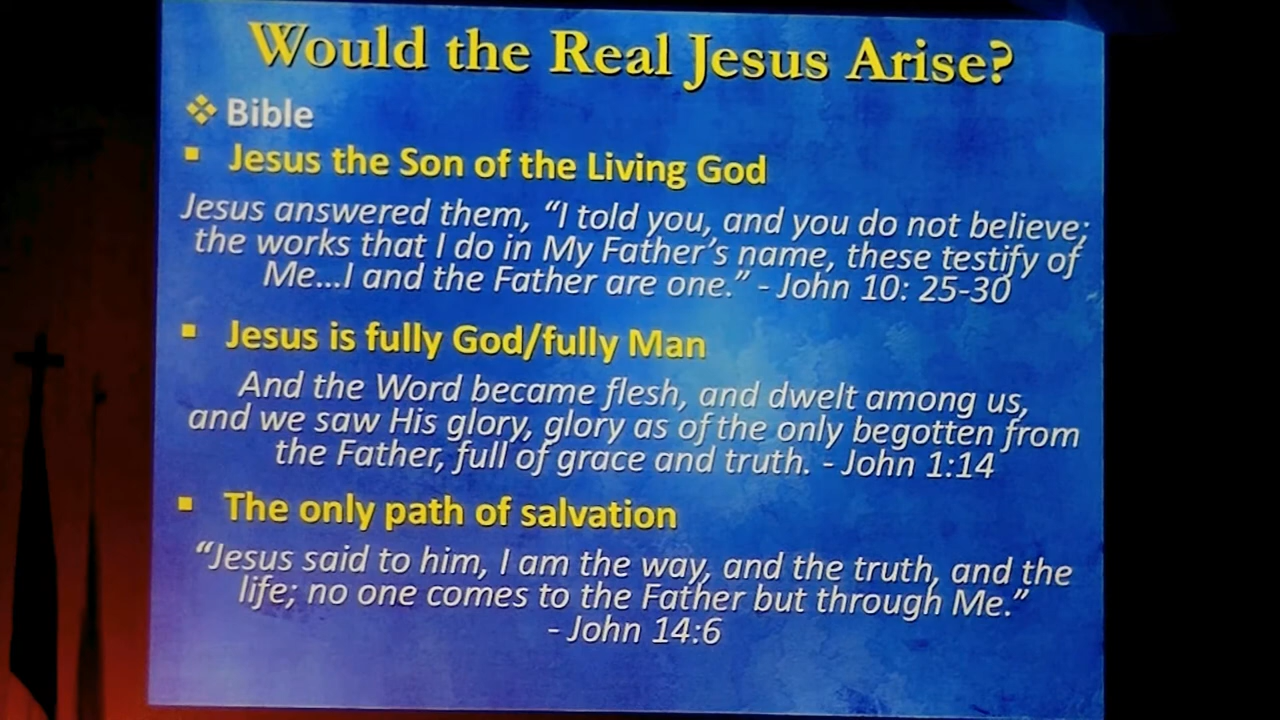 Would the Real Jesus Arise?
❖ Bible
▪ Jesus the Son of the Living God
Jesus answered them, “I told you, and you do not believe;
the works that I do in My Father’s name, these testify of
Me...I and the Father are one.” - John 10: 25-30
▪ Jesus is fully God/fully Man
And the Word became flesh, and dwelt among us,
and we saw His glory, glory as of the only begotten from
the Father, full of grace and truth. - John 1:14
▪ The only path of salvation
“Jesus said to him, I am the way, and the truth, and the
life; no one comes to the Father but through Me.”
- John 14:6